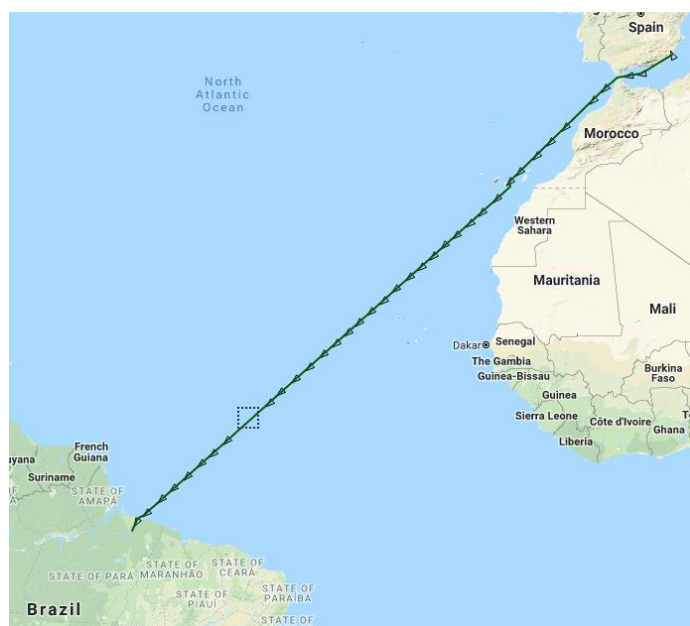 Spain
North
Atlantic
Ocean
Morocco
Western
Sahara
Mauritania
Mali
Dakar
Senegal
The Gambia
Guinea-Bissau
Burkina
Faso
Guinea
Sierra Leone
Côte d'Ivoire
Ghana
Liberia
French
Guiana
uyana
Suriname
STATE OF
AMAPÁ
STATE OF PARÁ
STATE OF
MARANHÃO
STATE OF
CEARÁ
STATE OF
PIAUÍ
STATE OF
PARAÍBA
STATE OF
Brazil